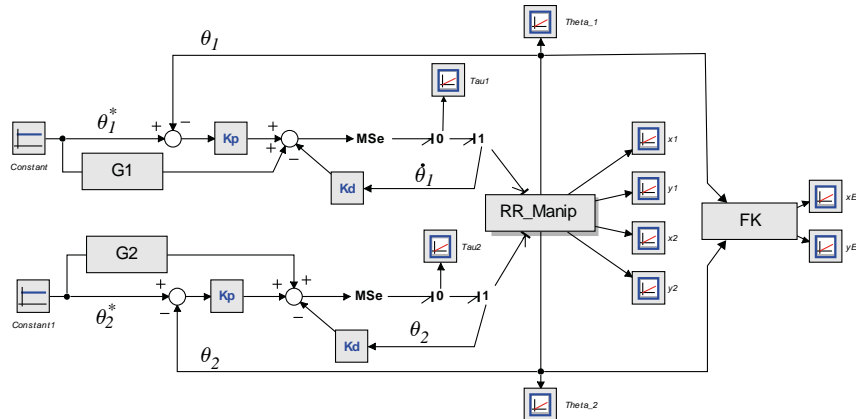 Theta_1
θ1
Tau1
θ1*
+
−
Kp
+
+
−
MSe
0
1
Constant
G1
Kd
θ̇1
x1
y1
x2
y2
RR_Manip
FK
xE
yE
G2
Tau2
θ2*
+
−
Kp
+
+
−
MSe
0
1
Constant1
Kd
θ2
θ2
Theta_2